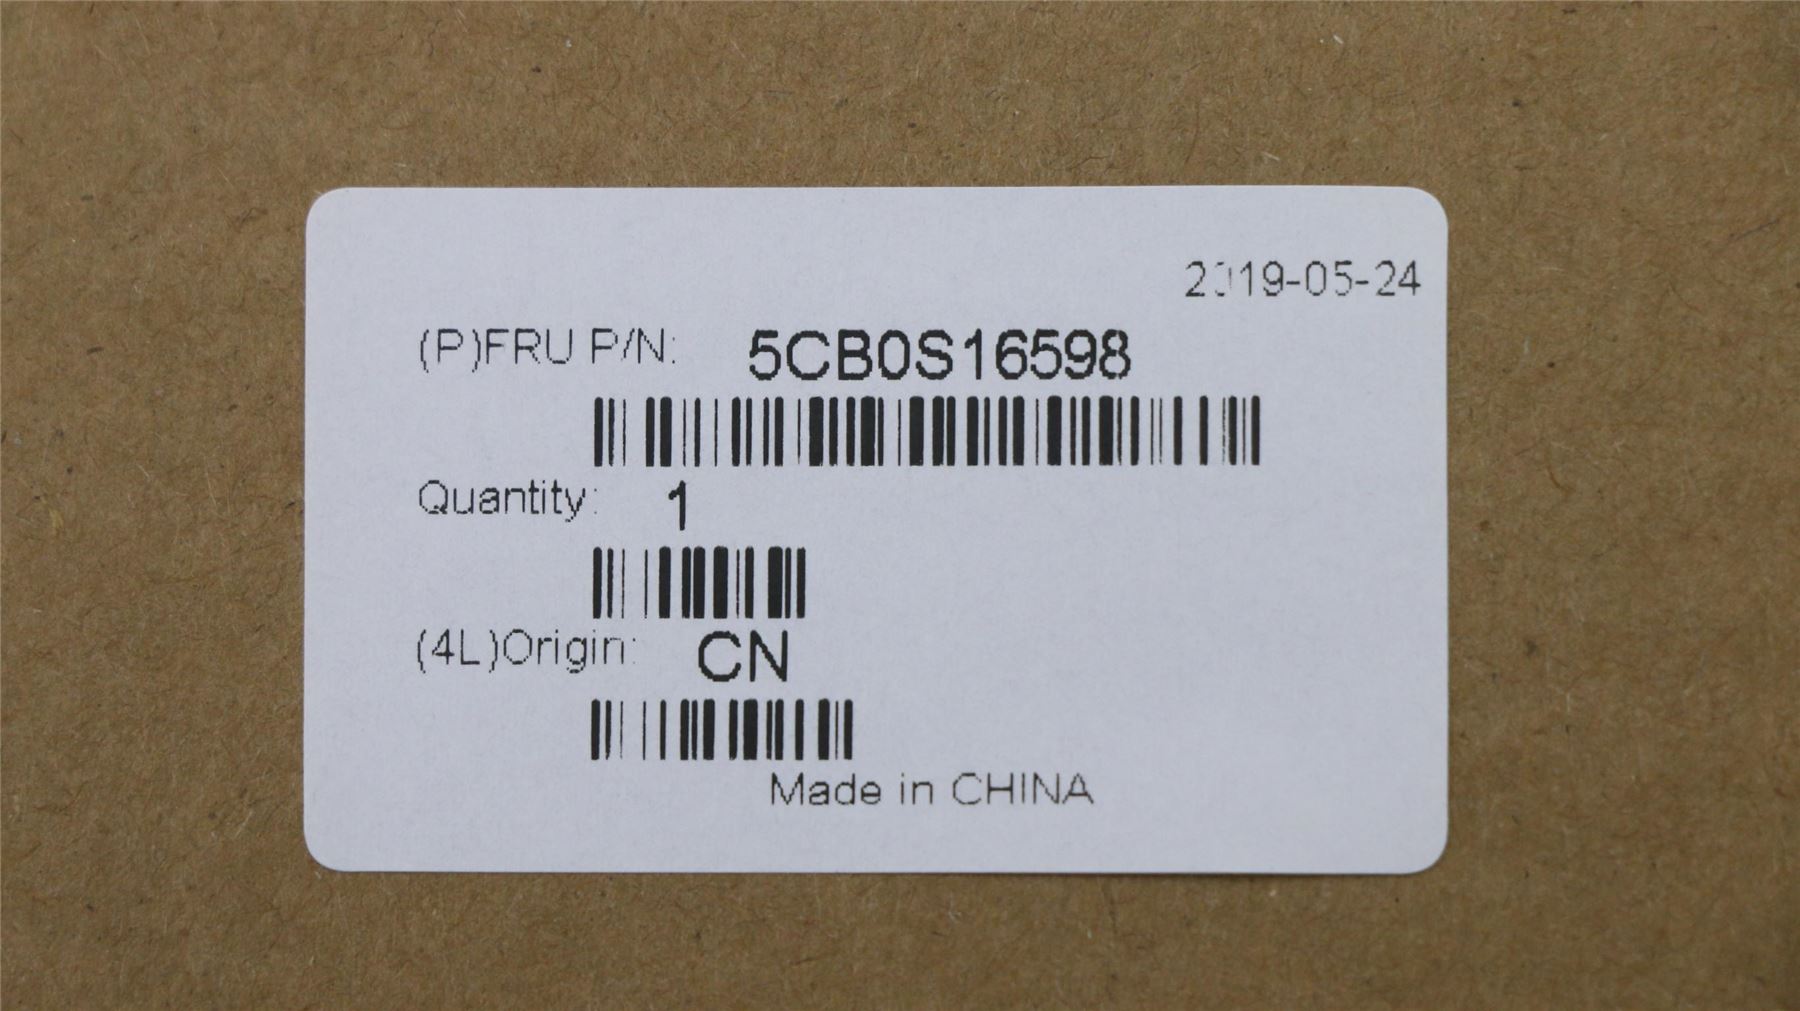 2019-05-24
(P)FRU P/N: 5CB0S16598
Quantity: 1
(4L)Origin: CN
Made in CHINA